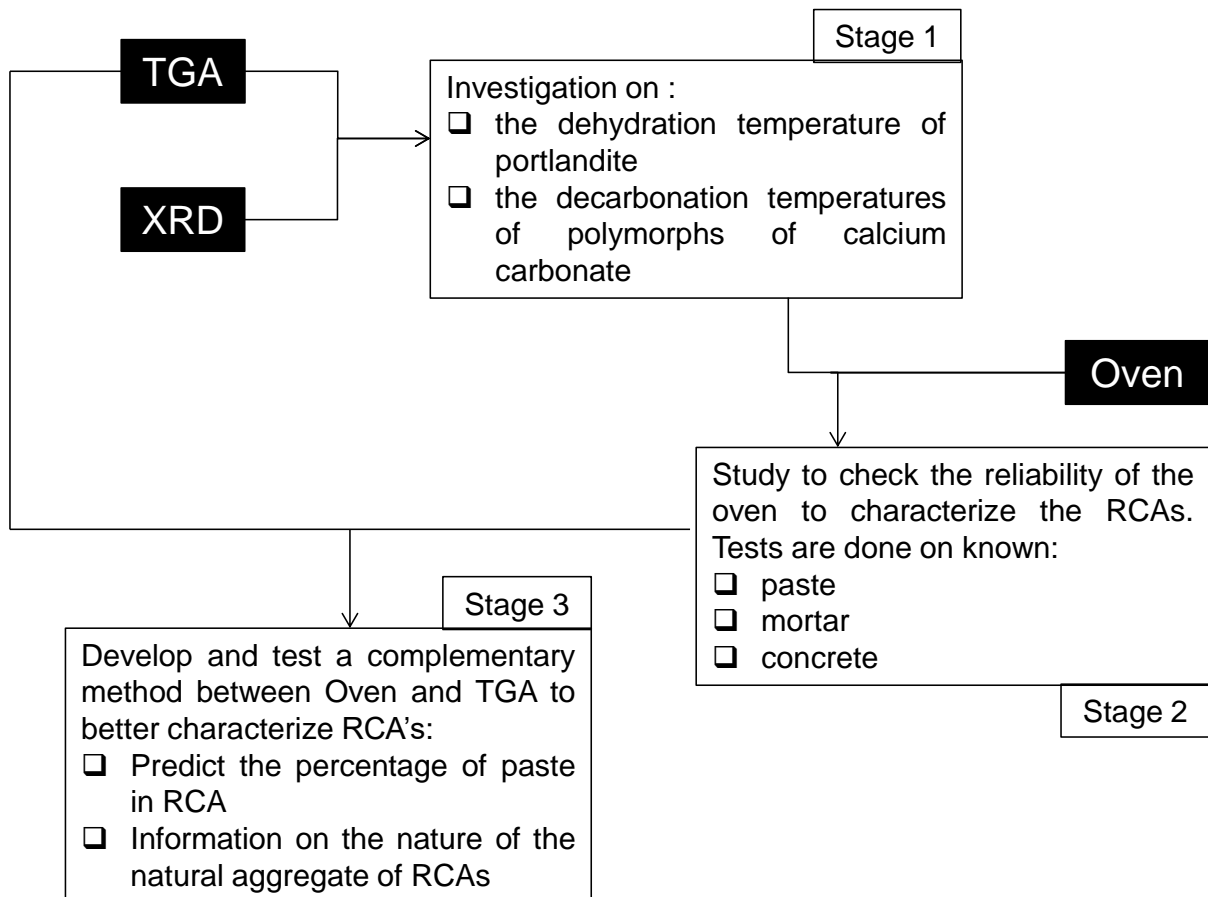 TGA
XRD
Stage 1
Investigation on :
❑ the dehydration temperature of
portlandite
❑ the decarbonation temperatures
of polymorphs of calcium
carbonate
Oven
Study to check the reliability of the
oven to characterize the RCAs.
Tests are done on known:
❑ paste
❑ mortar
❑ concrete
Stage 2
Stage 3
Develop and test a complementary
method between Oven and TGA to
better characterize RCA’s:
❑ Predict the percentage of paste
in RCA
❑ Information on the nature of the
natural aggregate of RCAs